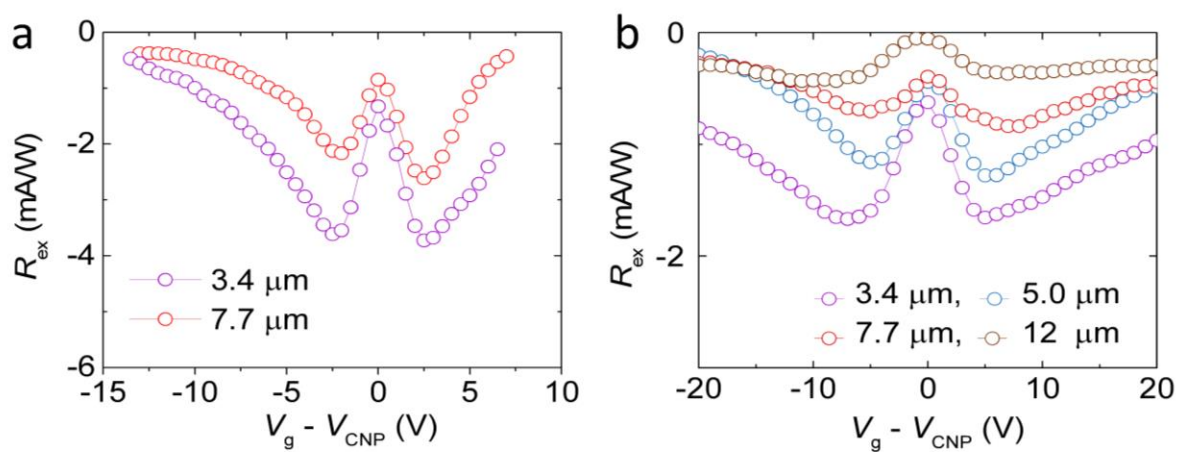 a
0
-2
-4
-6
R_ex (mA/W)
3.4 μm
7.7 μm
-15 -10 -5 0 5 10
V_g - V_CNP (V)
b
0
-2
R_ex (mA/W)
3.4 μm, 5.0 μm
7.7 μm, 12 μm
-20 -10 0 10 20
V_g - V_CNP (V)